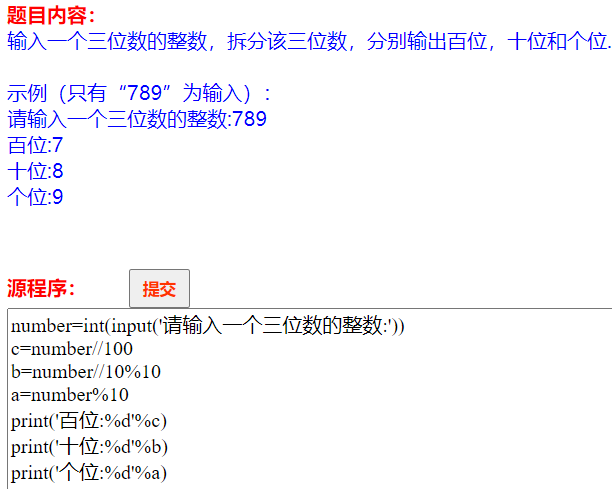 题目内容:
输入一个三位数的整数，拆分该三位数，分别输出百位，十位和个位.
示例（只有“789”为输入）:
请输入一个三位数的整数:789
百位:7
十位:8
个位:9
源程序:
提交
number=int(input('请输入一个三位数的整数:'))
c=number//100
b=number//10%10
a=number%10
print('百位:%d'%c)
print('十位:%d'%b)
print('个位:%d'%a)